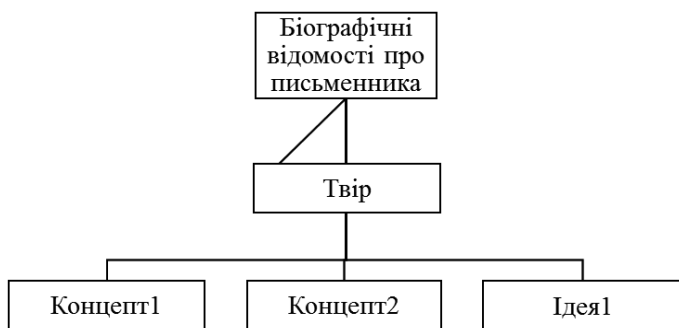 Біографічні
відомості про
письменника
Твір
Концепт1
Концепт2
Ідея1